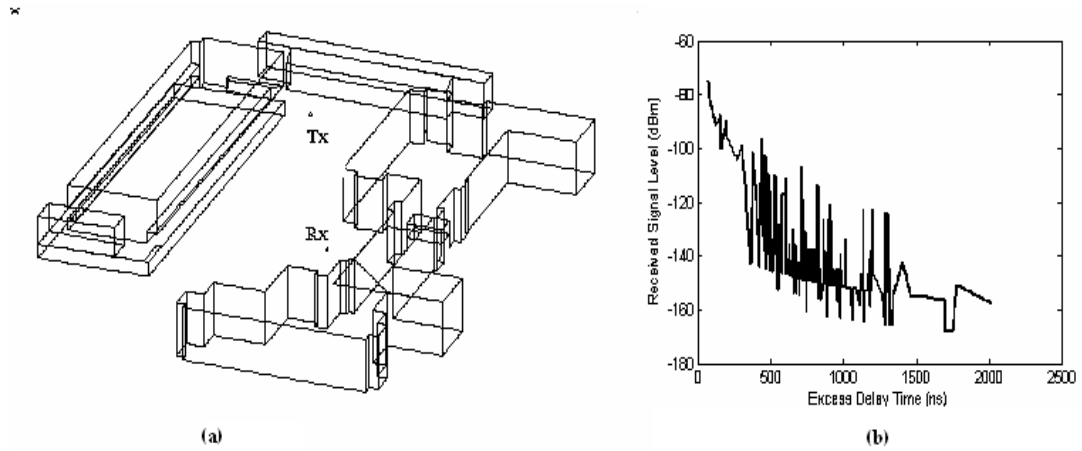 Tx
Rx
(a)
-60
-80
-100
-120
-140
-160
-180
0
500
1000
1500
2000
2500
Received Signal Level (dBm)
Excess Delay Time (ns)
(b)